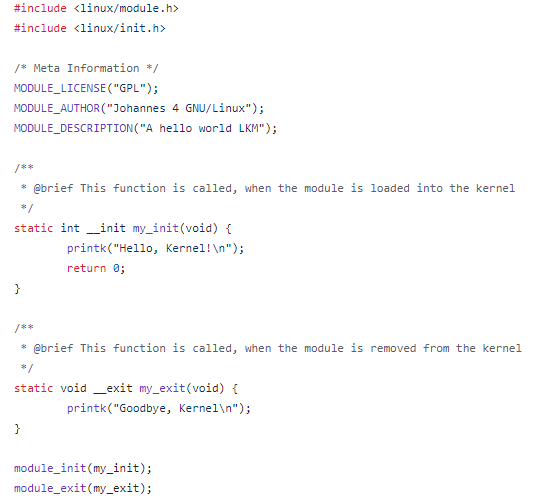 #include <linux/module.h>
#include <linux/init.h>

/* Meta Information */
MODULE_LICENSE("GPL");
MODULE_AUTHOR("Johannes 4 GNU/Linux");
MODULE_DESCRIPTION("A hello world LKM");

/**
 * @brief This function is called, when the module is loaded into the kernel
 */
static int __init my_init(void) {
        printk("Hello, Kernel!\n");
        return 0;
}

/**
 * @brief This function is called, when the module is removed from the kernel
 */
static void __exit my_exit(void) {
        printk("Goodbye, Kernel\n");
}

module_init(my_init);
module_exit(my_exit);